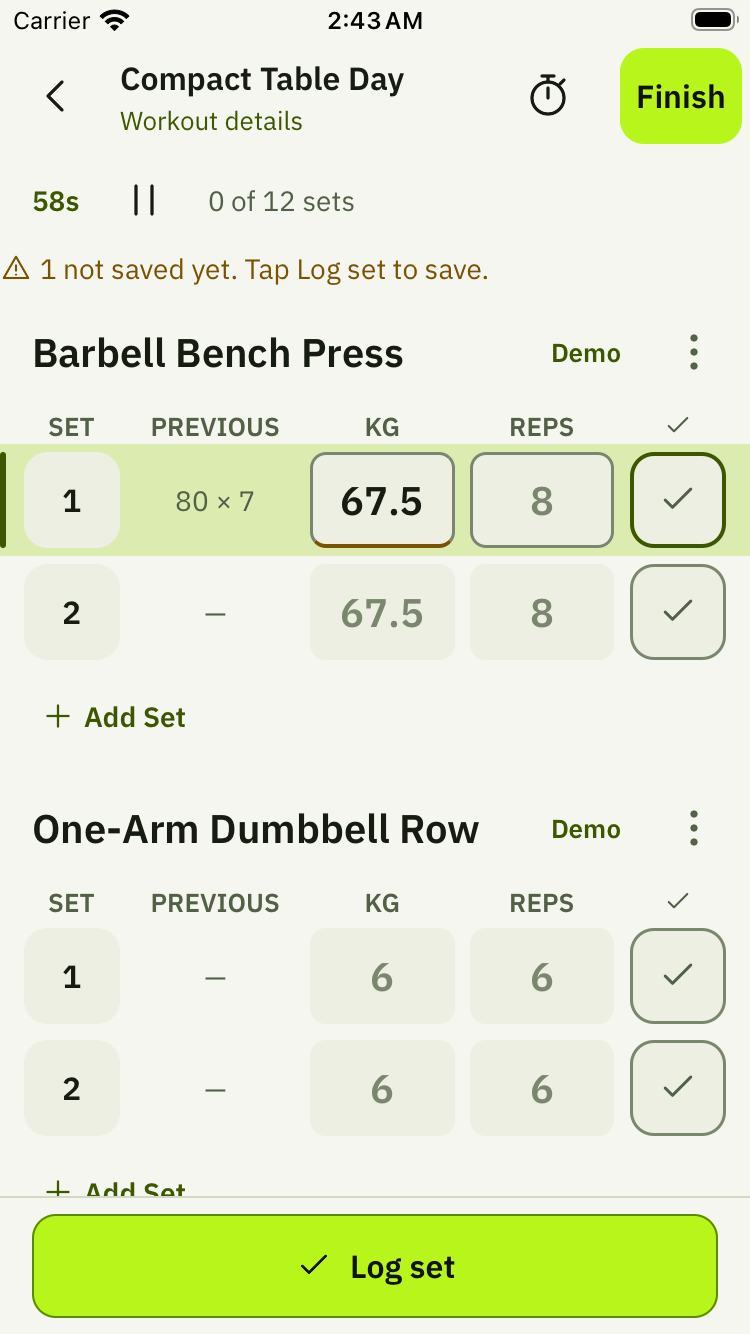 Carrier 2:43 AM
Compact Table Day
Workout details
Finish
58s 0 of 12 sets
1 not saved yet. Tap Log set to save.
Barbell Bench Press Demo
SET PREVIOUS KG REPS ✓
1 80 × 7 67.5 8 ✓
2 – 67.5 8 ✓
+ Add Set
One-Arm Dumbbell Row Demo
SET PREVIOUS KG REPS ✓
1 – 6 6 ✓
2 – 6 6 ✓
+ Add Set
✓ Log set